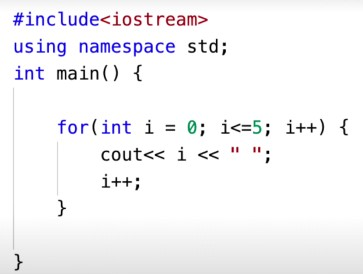 #include<iostream>
using namespace std;
int main() {
for(int i = 0; i<=5; i++) {
cout<< i << " ";
i++;
}
}